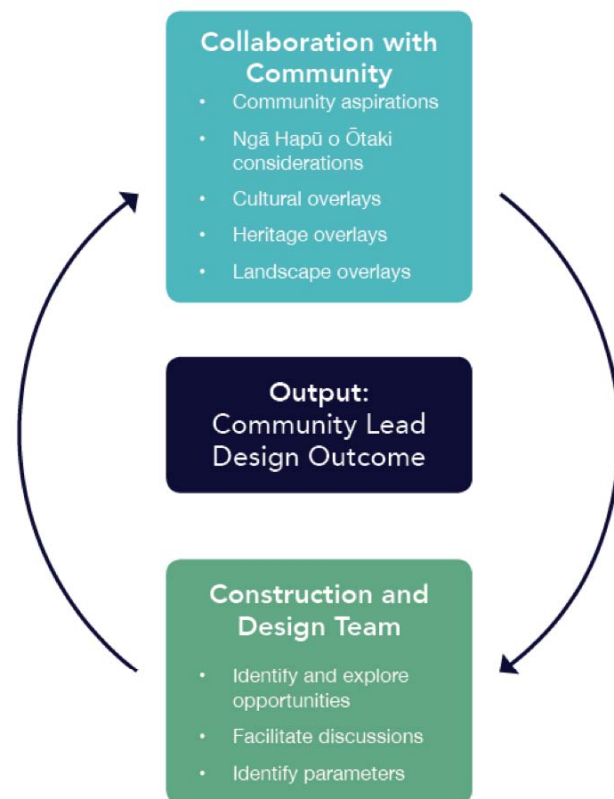 Collaboration with
Community
• Community aspirations
• Ngā Hapū o Ōtaki
considerations
• Cultural overlays
• Heritage overlays
• Landscape overlays
Output:
Community Lead
Design Outcome
Construction and
Design Team
• Identify and explore
opportunities
• Facilitate discussions
• Identify parameters